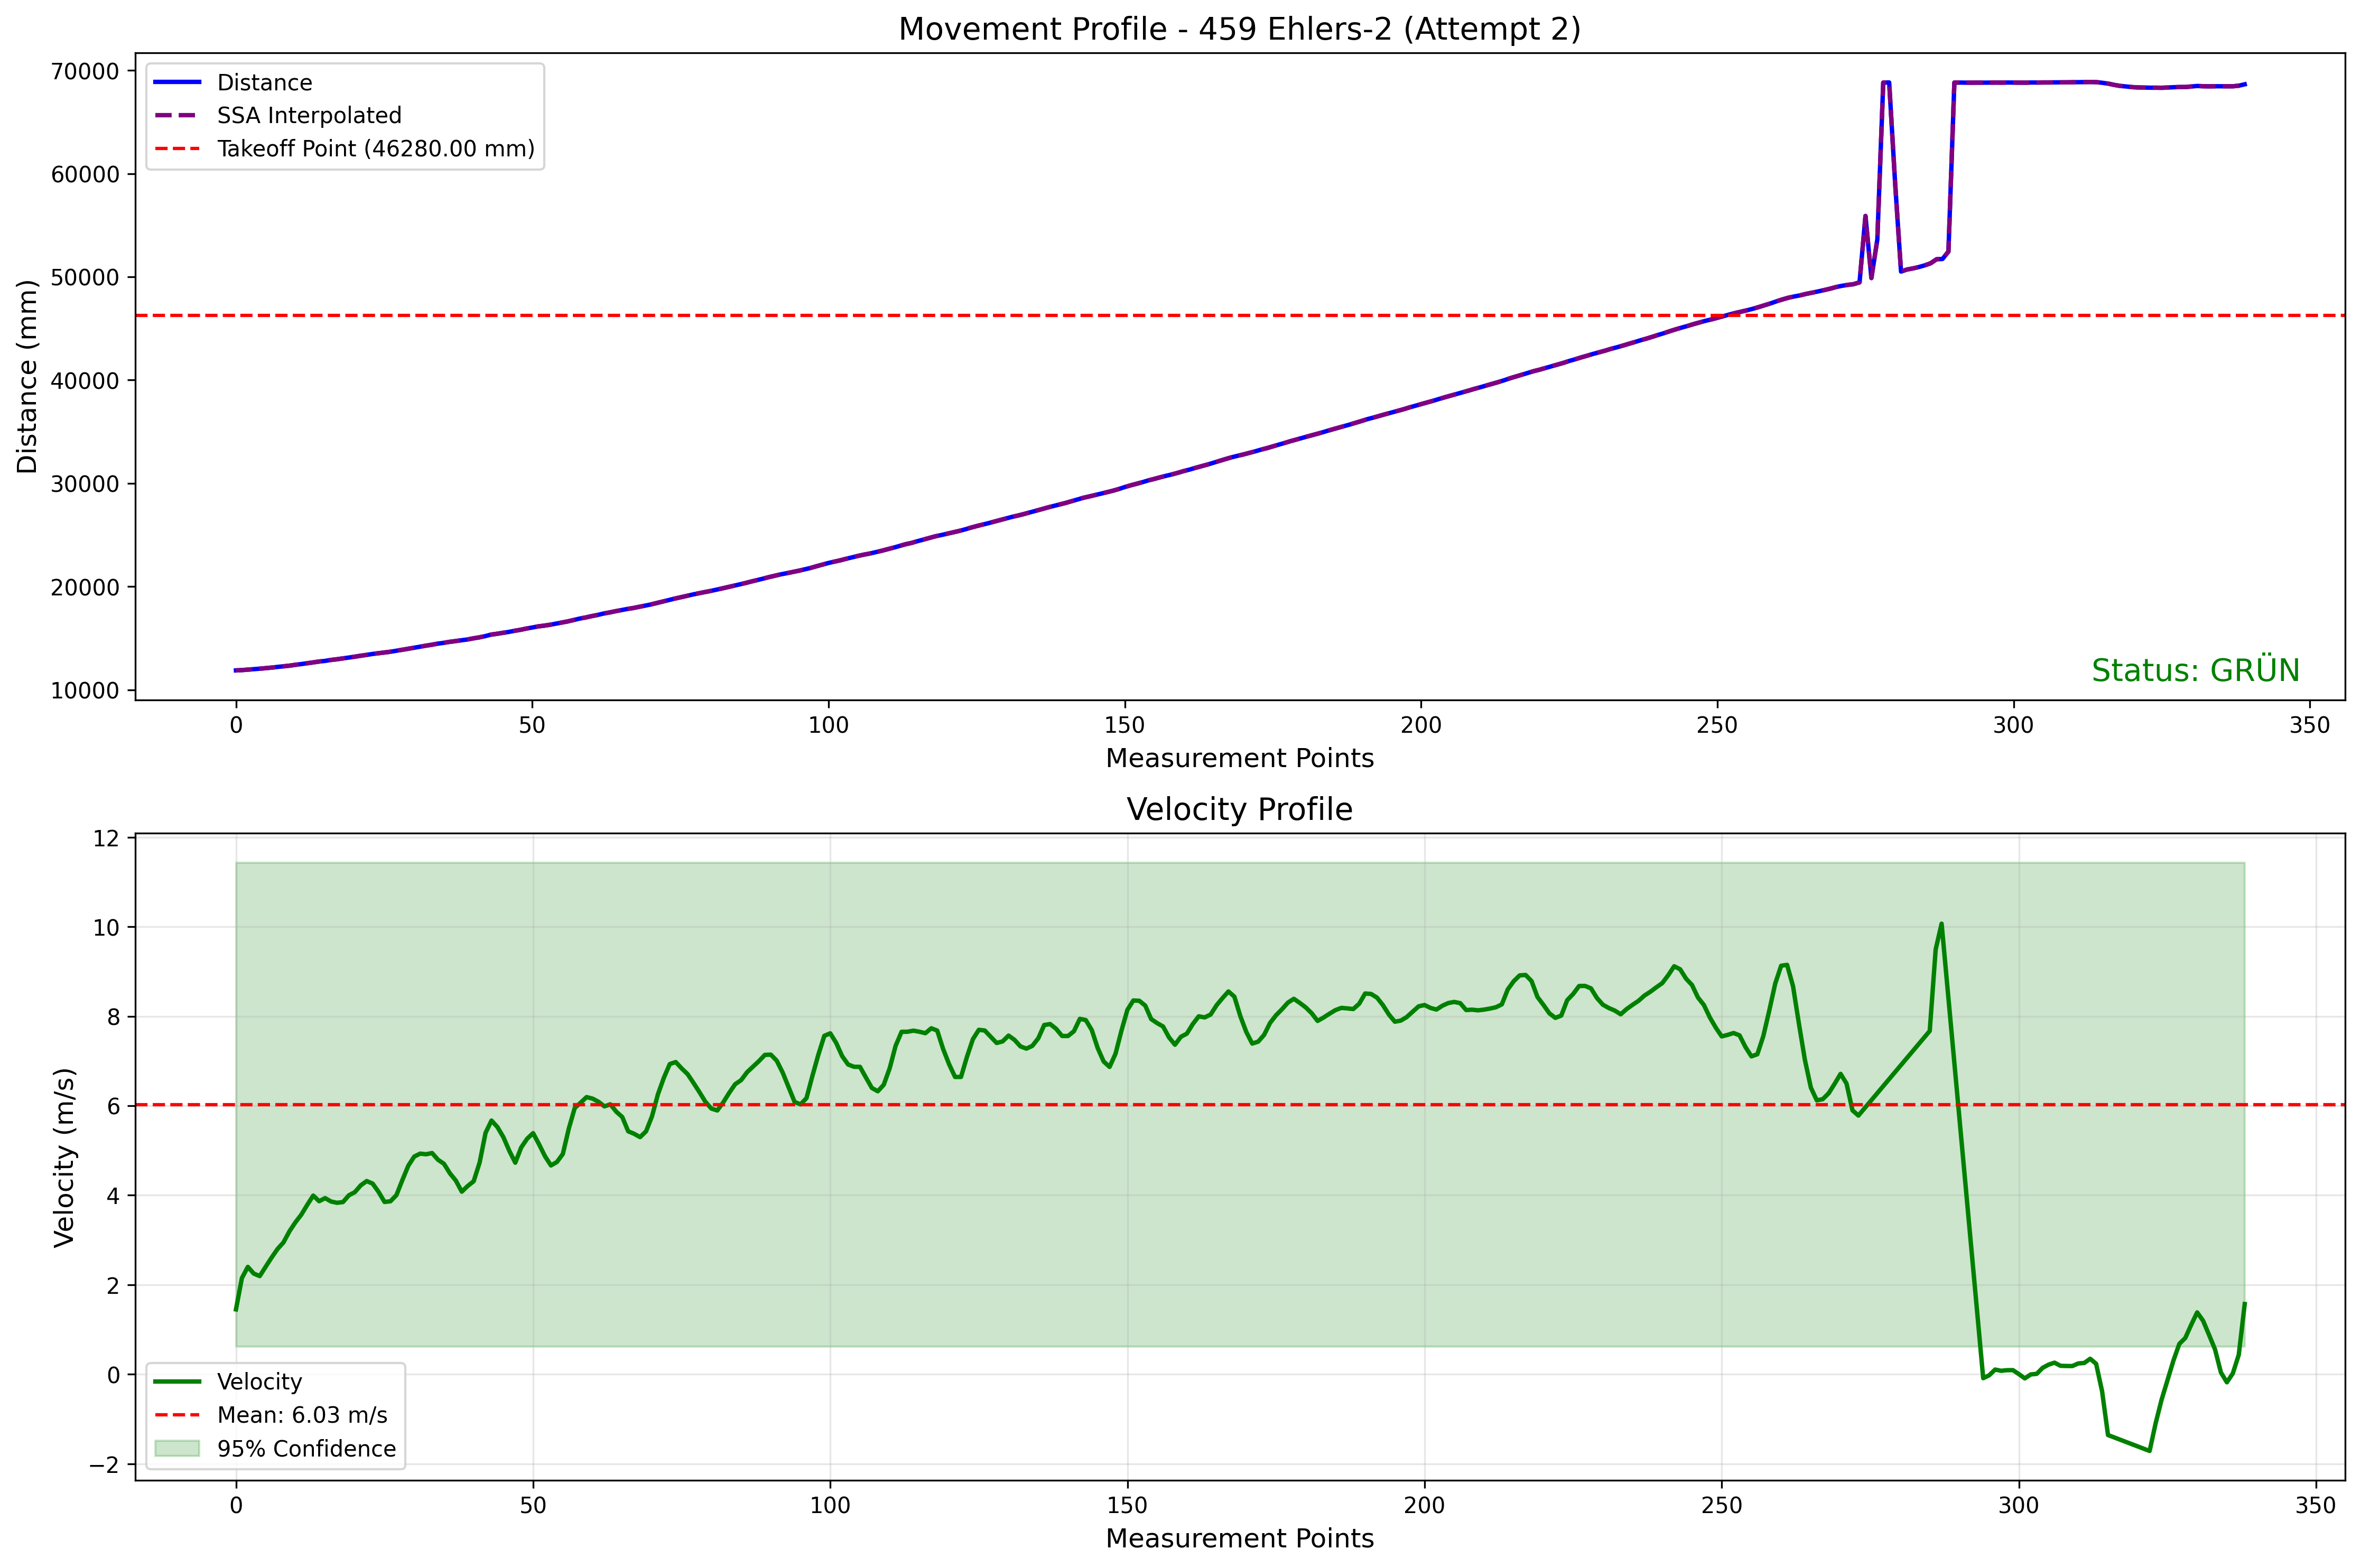 Movement Profile - 459 Ehlers-2 (Attempt 2)
Distance (mm)
70000
60000
50000
40000
30000
20000
10000
Distance
SSA Interpolated
Takeoff Point (46280.00 mm)
Status: GRÜN
0 50 100 150 200 250 300 350
Measurement Points
Velocity Profile
Velocity (m/s)
12
10
8
6
4
2
0
−2
Velocity
Mean: 6.03 m/s
95% Confidence
0 50 100 150 200 250 300 350
Measurement Points